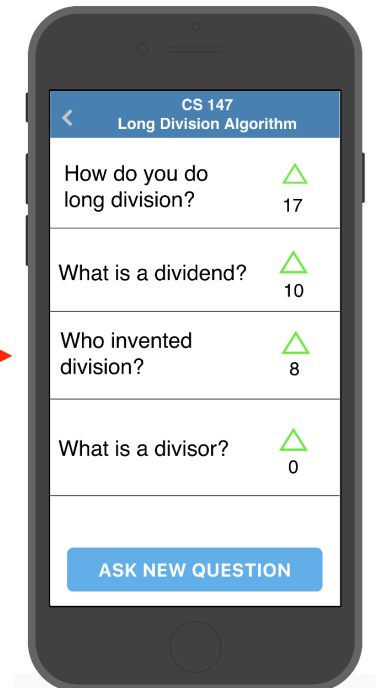 CS 147
Long Division Algorithm
How do you do
long division?
17
What is a dividend?
10
Who invented
division?
8
What is a divisor?
0
ASK NEW QUESTION